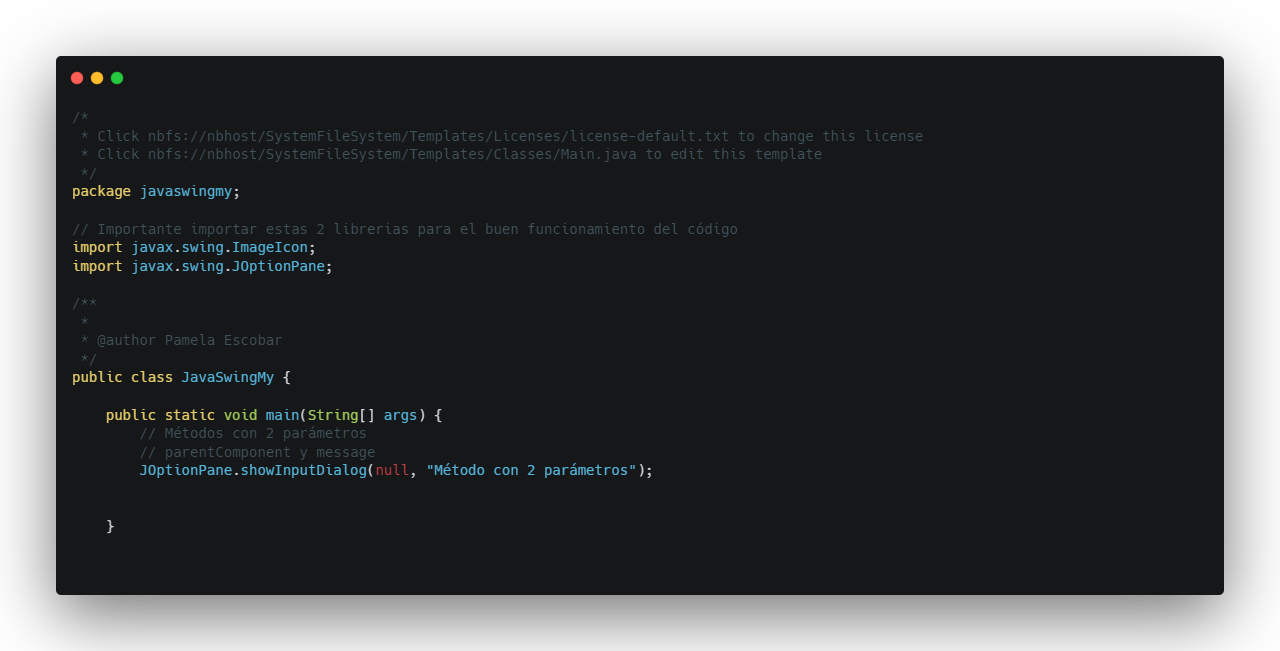 /*
 * Click nbfs://nbhost/SystemFileSystem/Templates/Licenses/license-default.txt to change this license
 * Click nbfs://nbhost/SystemFileSystem/Templates/Classes/Main.java to edit this template
 */
package javaswingmy;

// Importante importar estas 2 librerias para el buen funcionamiento del código
import javax.swing.ImageIcon;
import javax.swing.JOptionPane;

/**
 *
 * @author Pamela Escobar
 */
public class JavaSwingMy {

    public static void main(String[] args) {
        // Métodos con 2 parámetros
        // parentComponent y message
        JOptionPane.showInputDialog(null, "Método con 2 parámetros");


    }